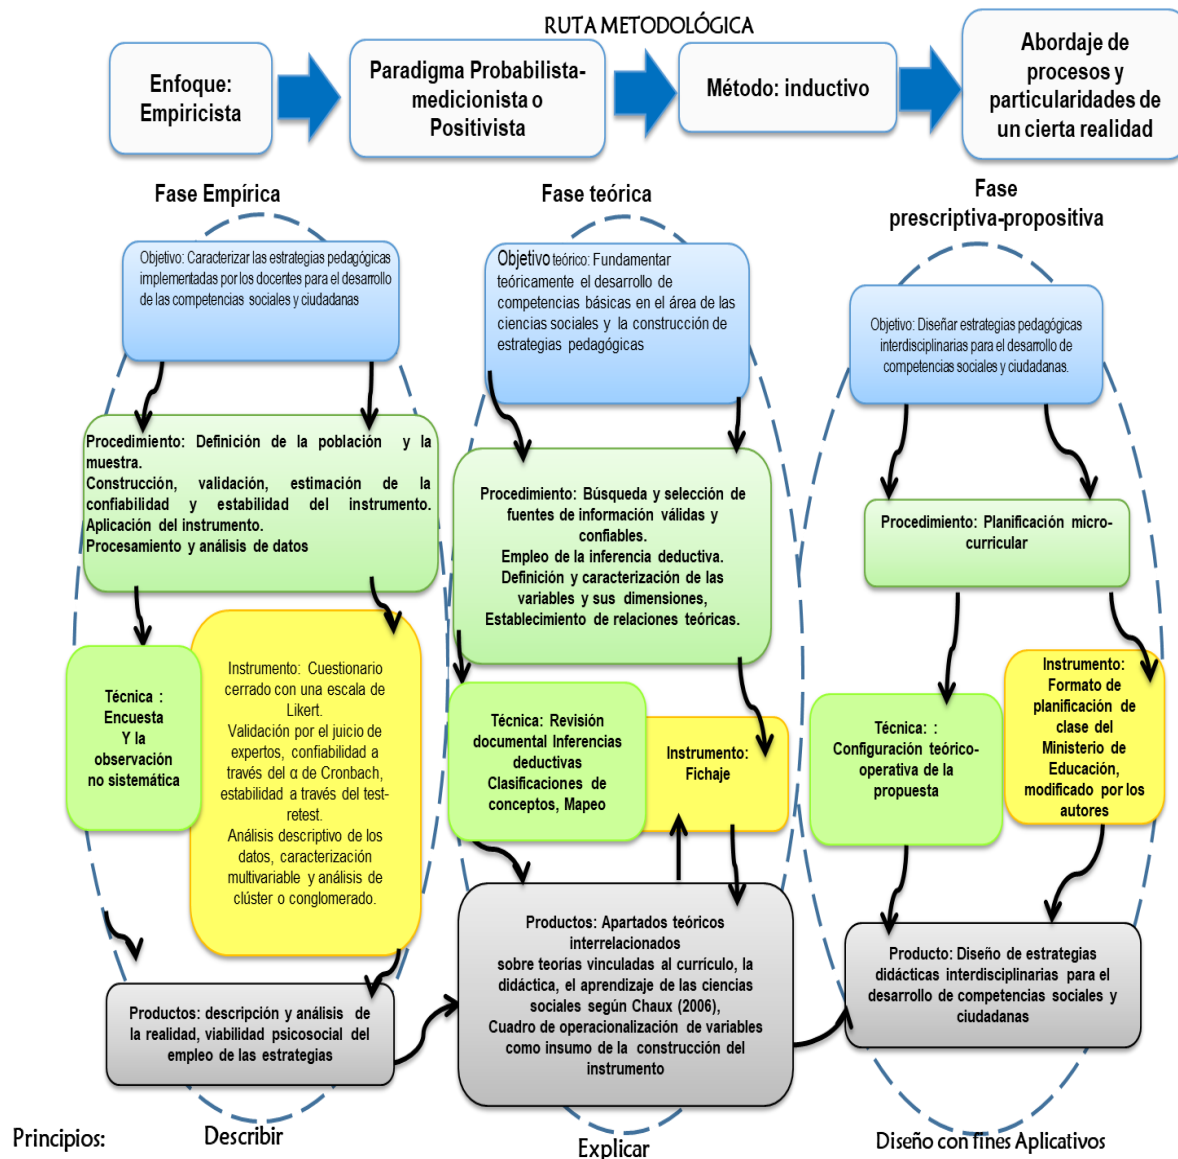 RUTA METODOLÓGICA
Enfoque:
Empiricista
Paradigma Probabilista-
medicionista o
Positivista
Método: inductivo
Abordaje de
procesos y
particularidades de
un cierta realidad
Fase Empírica
Objetivo: Caracterizar las estrategias pedagógicas
implementadas por los docentes para el desarrollo
de las competencias sociales y ciudadanas
Procedimiento: Definición de la población y la
muestra.
Construcción, validación, estimación de la
confiabilidad y estabilidad del instrumento.
Aplicación del instrumento.
Procesamiento y análisis de datos
Técnica :
Encuesta
Y la
observación
no sistemática
Instrumento: Cuestionario
cerrado con una escala de
Likert.
Validación por el juicio de
expertos, confiabilidad a
través del α de Cronbach,
estabilidad a través del test-
retest.
Análisis descriptivo de los
datos, caracterización
multivariable y análisis de
clúster o conglomerado.
Productos: descripción y análisis de
la realidad, viabilidad psicosocial del
empleo de las estrategias
Fase teórica
Objetivo teórico: Fundamentar
teóricamente el desarrollo de
competencias básicas en el área de las
ciencias sociales y la construcción de
estrategias pedagógicas
Procedimiento: Búsqueda y selección de
fuentes de información válidas y
confiables.
Empleo de la inferencia deductiva.
Definición y caracterización de las
variables y sus dimensiones,
Establecimiento de relaciones teóricas.
Técnica: Revisión
documental Inferencias
deductivas
Clasificaciones de
conceptos, Mapeo
Instrumento:
Fichaje
Productos: Apartados teóricos
interrelacionados
sobre teorías vinculadas al currículo, la
didáctica, el aprendizaje de las ciencias
sociales según Chaux (2006),
Cuadro de operacionalización de variables
como insumo de la construcción del
instrumento
Fase
prescriptiva-propositiva
Objetivo: Diseñar estrategias pedagógicas
interdisciplinarias para el desarrollo de
competencias sociales y ciudadanas.
Procedimiento: Planificación micro-
curricular
Técnica: :
Configuración teórico-
operativa de la
propuesta
Instrumento:
Formato de
planificación de
clase del
Ministerio de
Educación,
modificado por los
autores
Producto: Diseño de estrategias
didácticas interdisciplinarias para el
desarrollo de competencias sociales y
ciudadanas
Principios:
Describir
Explicar
Diseño con fines Aplicativos